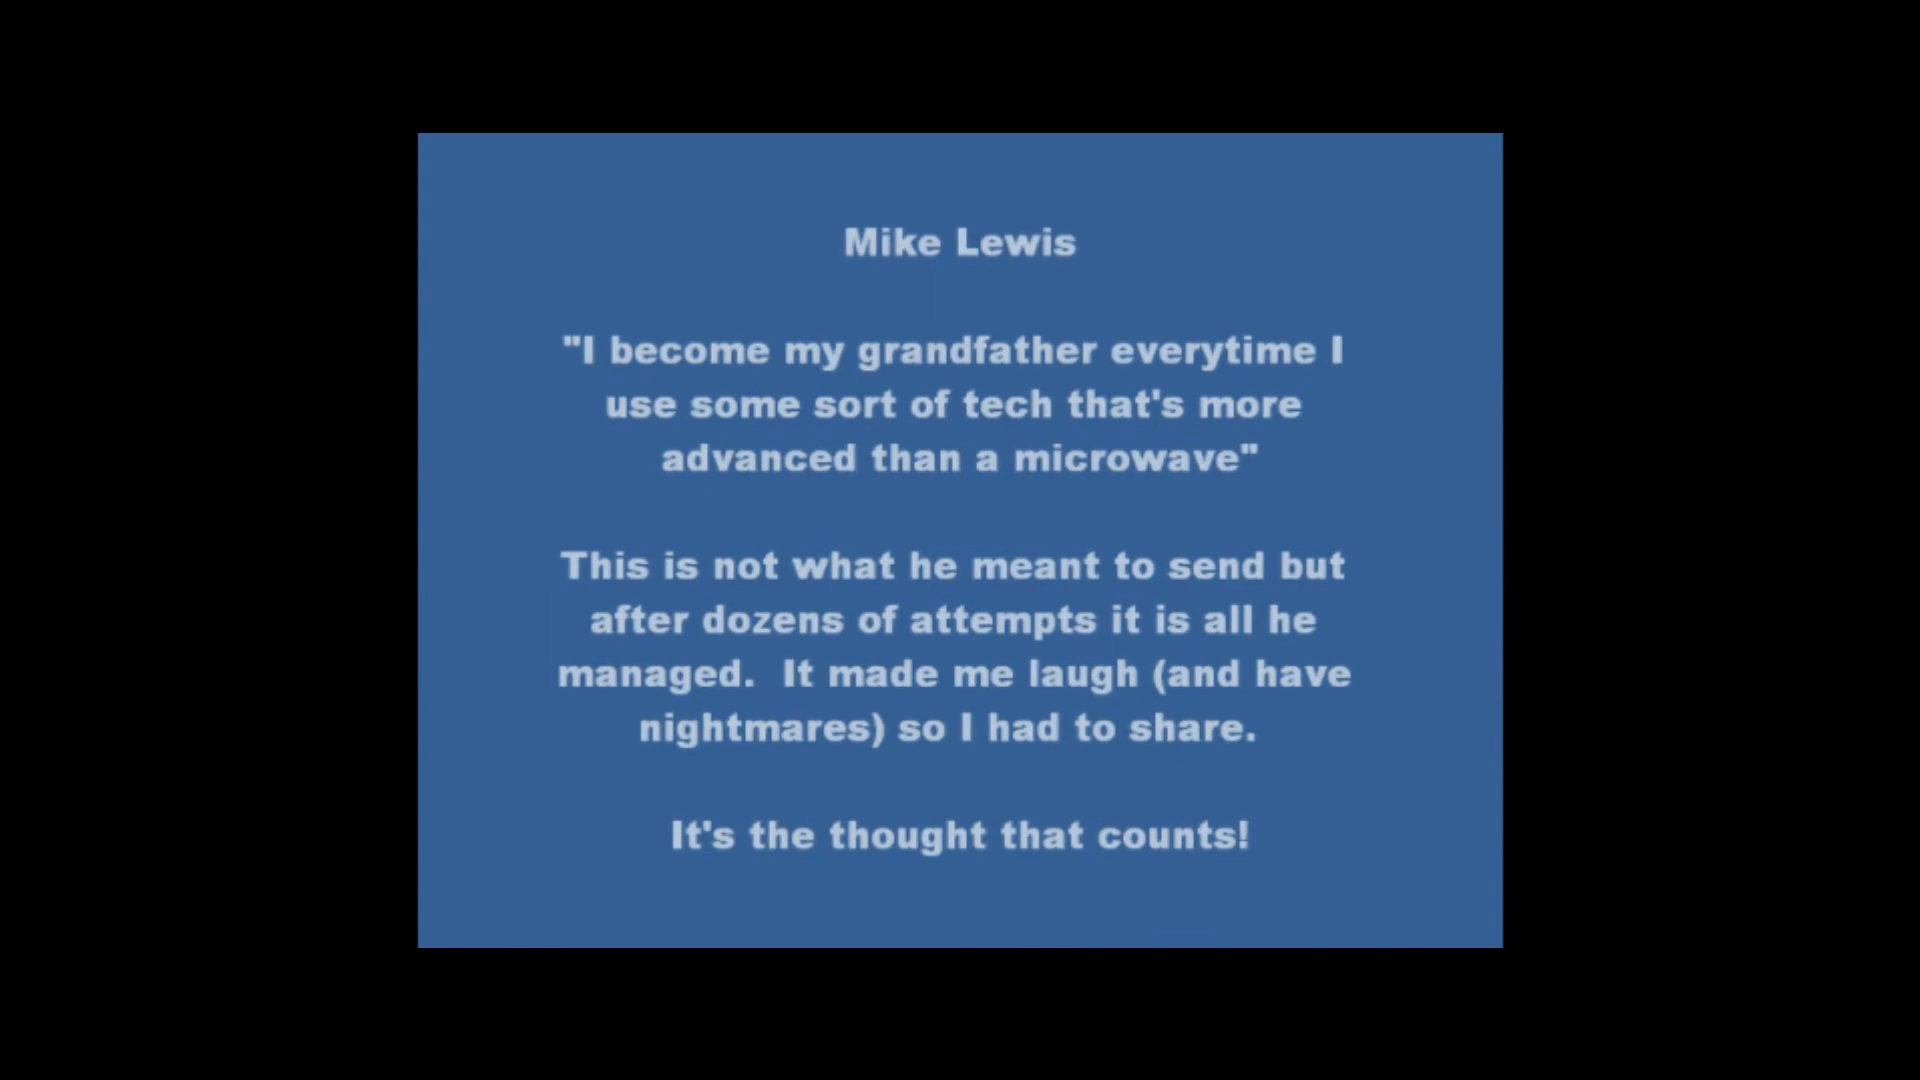 Mike Lewis
"I become my grandfather everytime I
use some sort of tech that's more
advanced than a microwave"
This is not what he meant to send but
after dozens of attempts it is all he
managed.  It made me laugh (and have
nightmares) so I had to share.
It's the thought that counts!